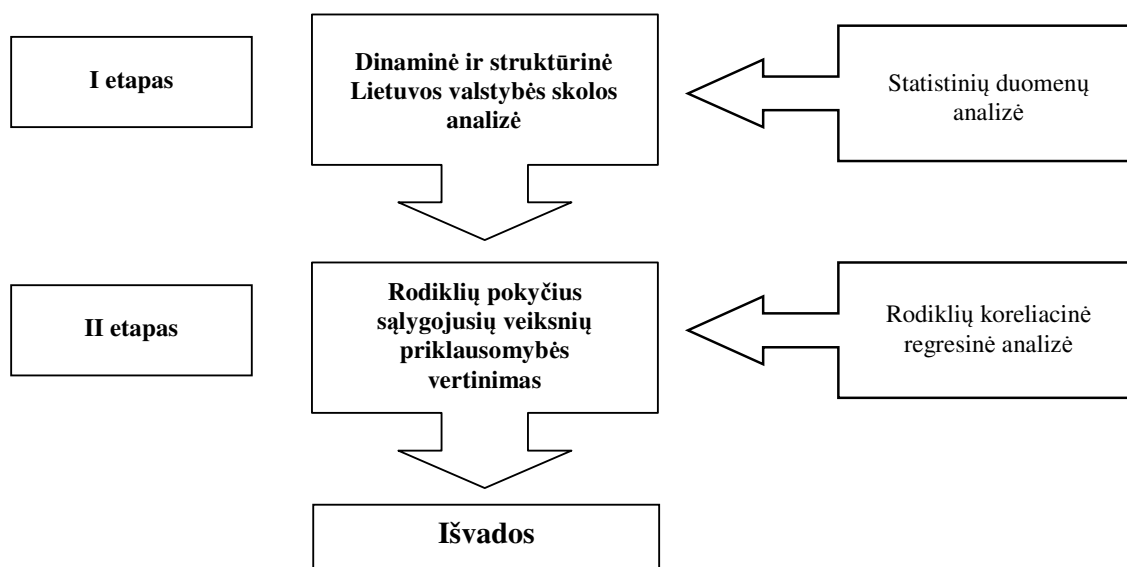 I etapas
Dinaminė ir struktūrinė
Lietuvos valstybės skolos
analizė
Statistinių duomenų
analizė
II etapas
Rodiklių pokyčius
sąlygojusių veiksnių
priklausomybės
vertinimas
Rodiklių koreliacinė
regresinė analizė
Išvados